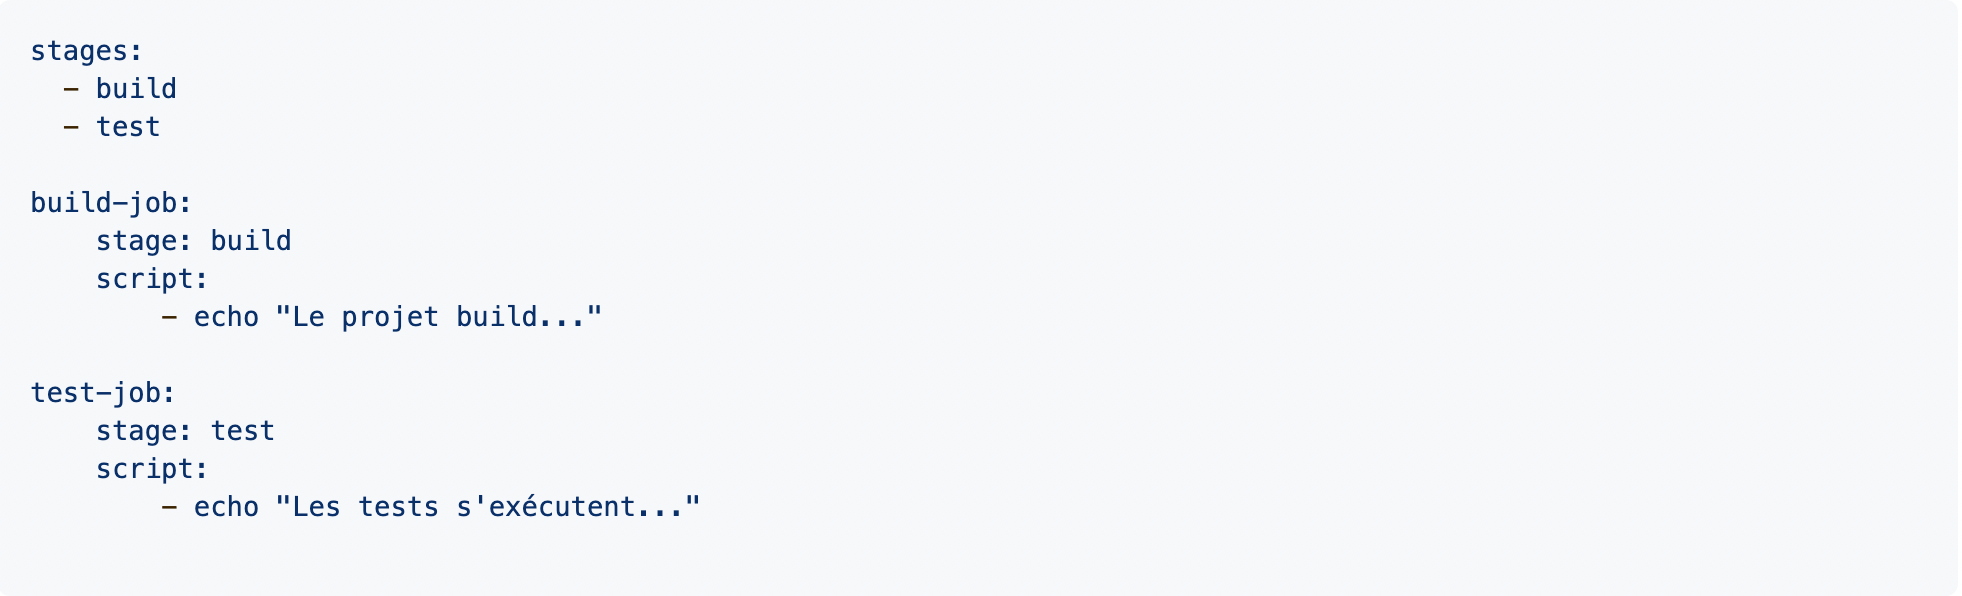 stages:
  - build
  - test

build-job:
    stage: build
    script:
        - echo "Le projet build..."

test-job:
    stage: test
    script:
        - echo "Les tests s'exécutent..."